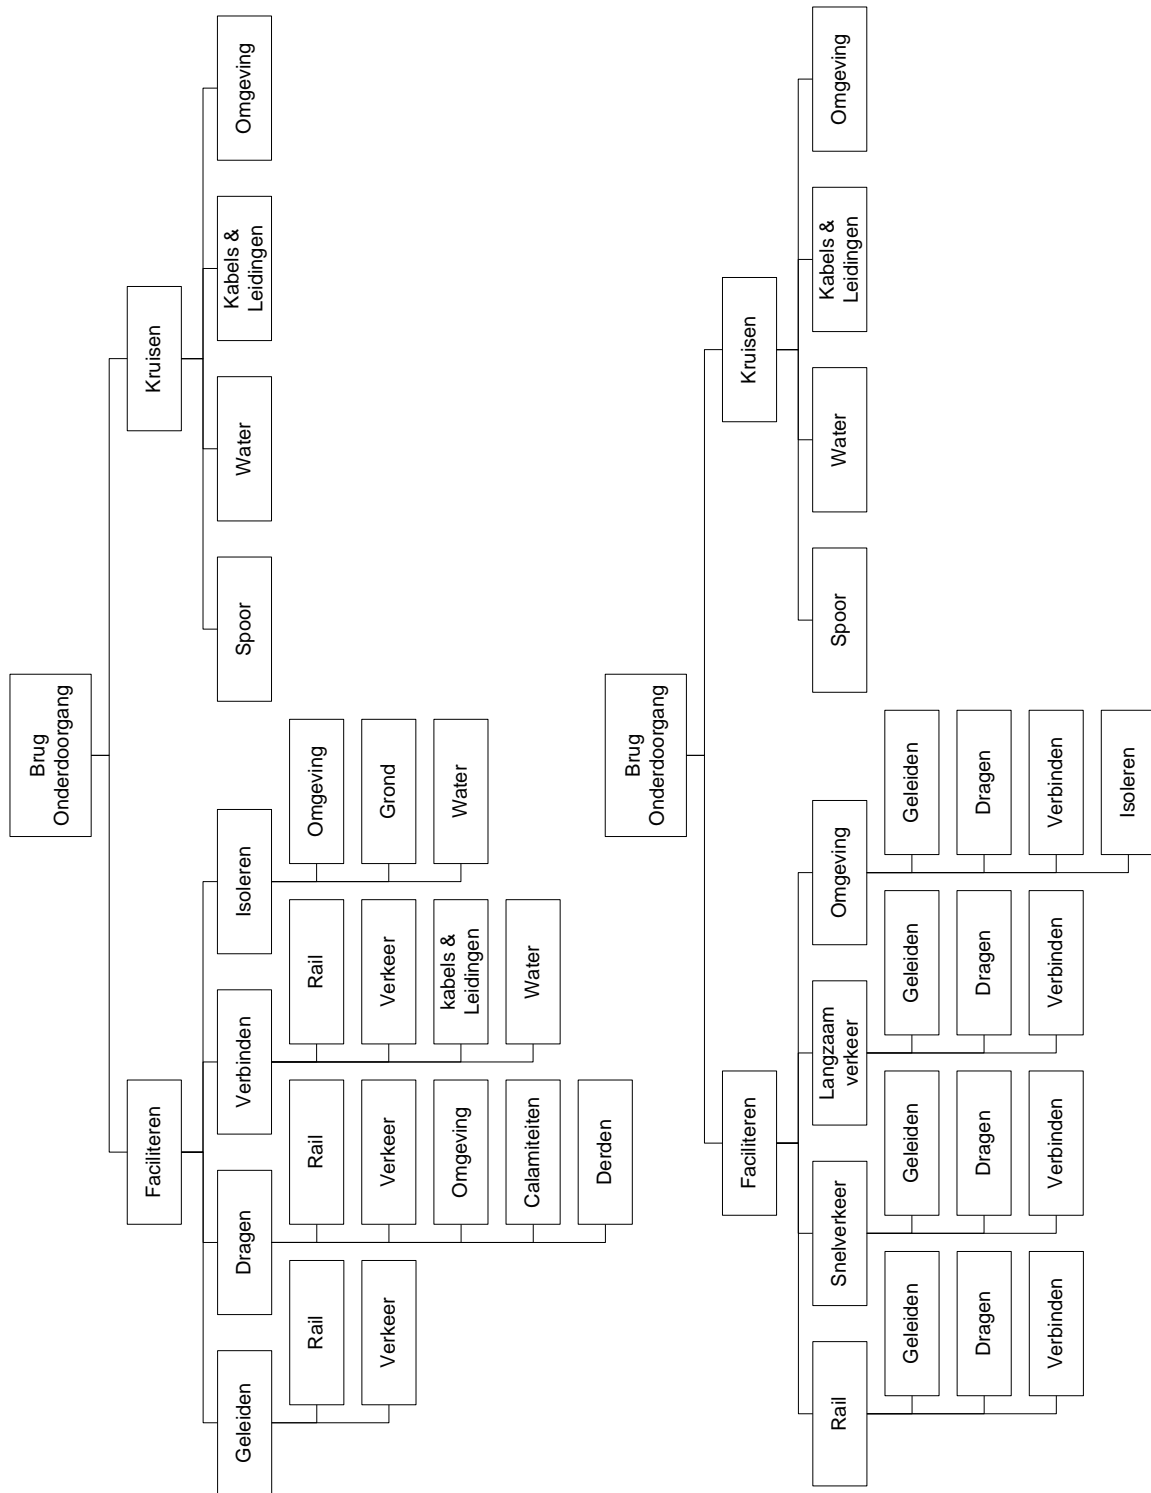 Brug
Onderdoorgang
Faciliteren
Kruisen
Geleiden
Dragen
Verbinden
Isoleren
Spoor
Water
Kabels &
Leidingen
Omgeving
Rail
Verkeer
Rail
Verkeer
Omgeving
Calamiteiten
Derden
Rail
Verkeer
kabels &
Leidingen
Water
Omgeving
Grond
Water
Brug
Onderdoorgang
Faciliteren
Kruisen
Rail
Snelverkeer
Langzaam
verkeer
Omgeving
Spoor
Water
Kabels &
Leidingen
Omgeving
Geleiden
Dragen
Verbinden
Geleiden
Dragen
Verbinden
Geleiden
Dragen
Verbinden
Geleiden
Dragen
Verbinden
Isoleren